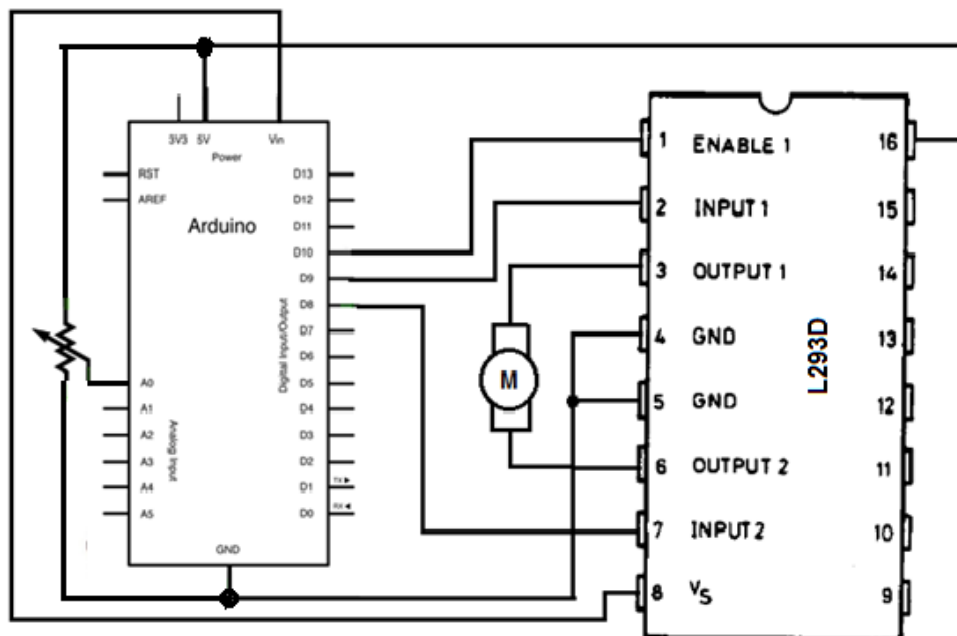 3V3 5V Vin
Power
RST
AREF
Arduino
D13
D12
D11
D10
D9
D8
D7
D6
D5
D4
D3
D2
D1 TX
D0 RX
Digital Input/Output
A0
A1
A2
A3
A4
A5
Analog Input
GND
M
1 ENABLE 1 16
2 INPUT 1 15
3 OUTPUT 1 14
4 GND 13
5 GND 12
6 OUTPUT 2 11
7 INPUT 2 10
8 VS 9
L293D